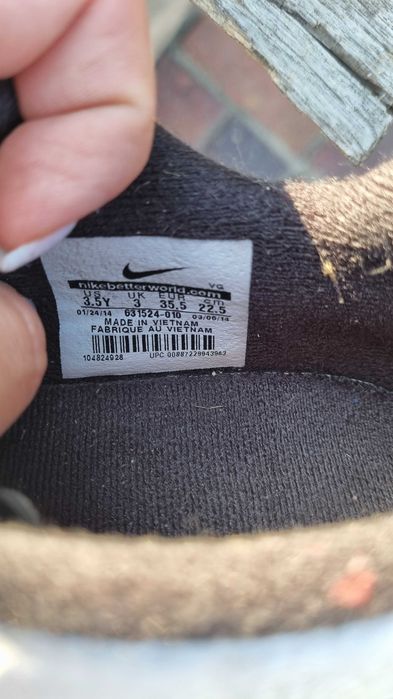 nikebetterworld.com VG
US UK EUR cm
3.5Y 3 35.5 22.5
01/24/14 631524-010 03/06/14
MADE IN VIETNAM
FABRIQUE AU VIETNAM
104824928 UPC 00887229943963